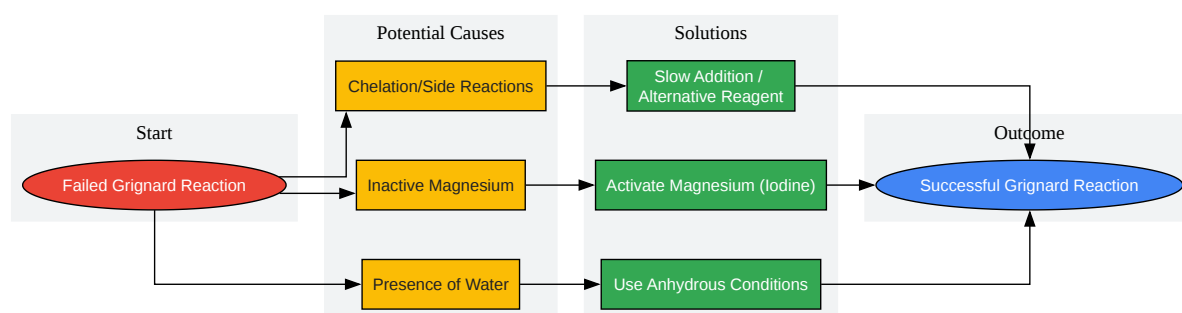 Potential Causes
Solutions
Chelation/Side Reactions
Slow Addition /
Alternative Reagent
Start
Outcome
Failed Grignard Reaction
Inactive Magnesium
Activate Magnesium (Iodine)
Successful Grignard Reaction
Presence of Water
Use Anhydrous Conditions